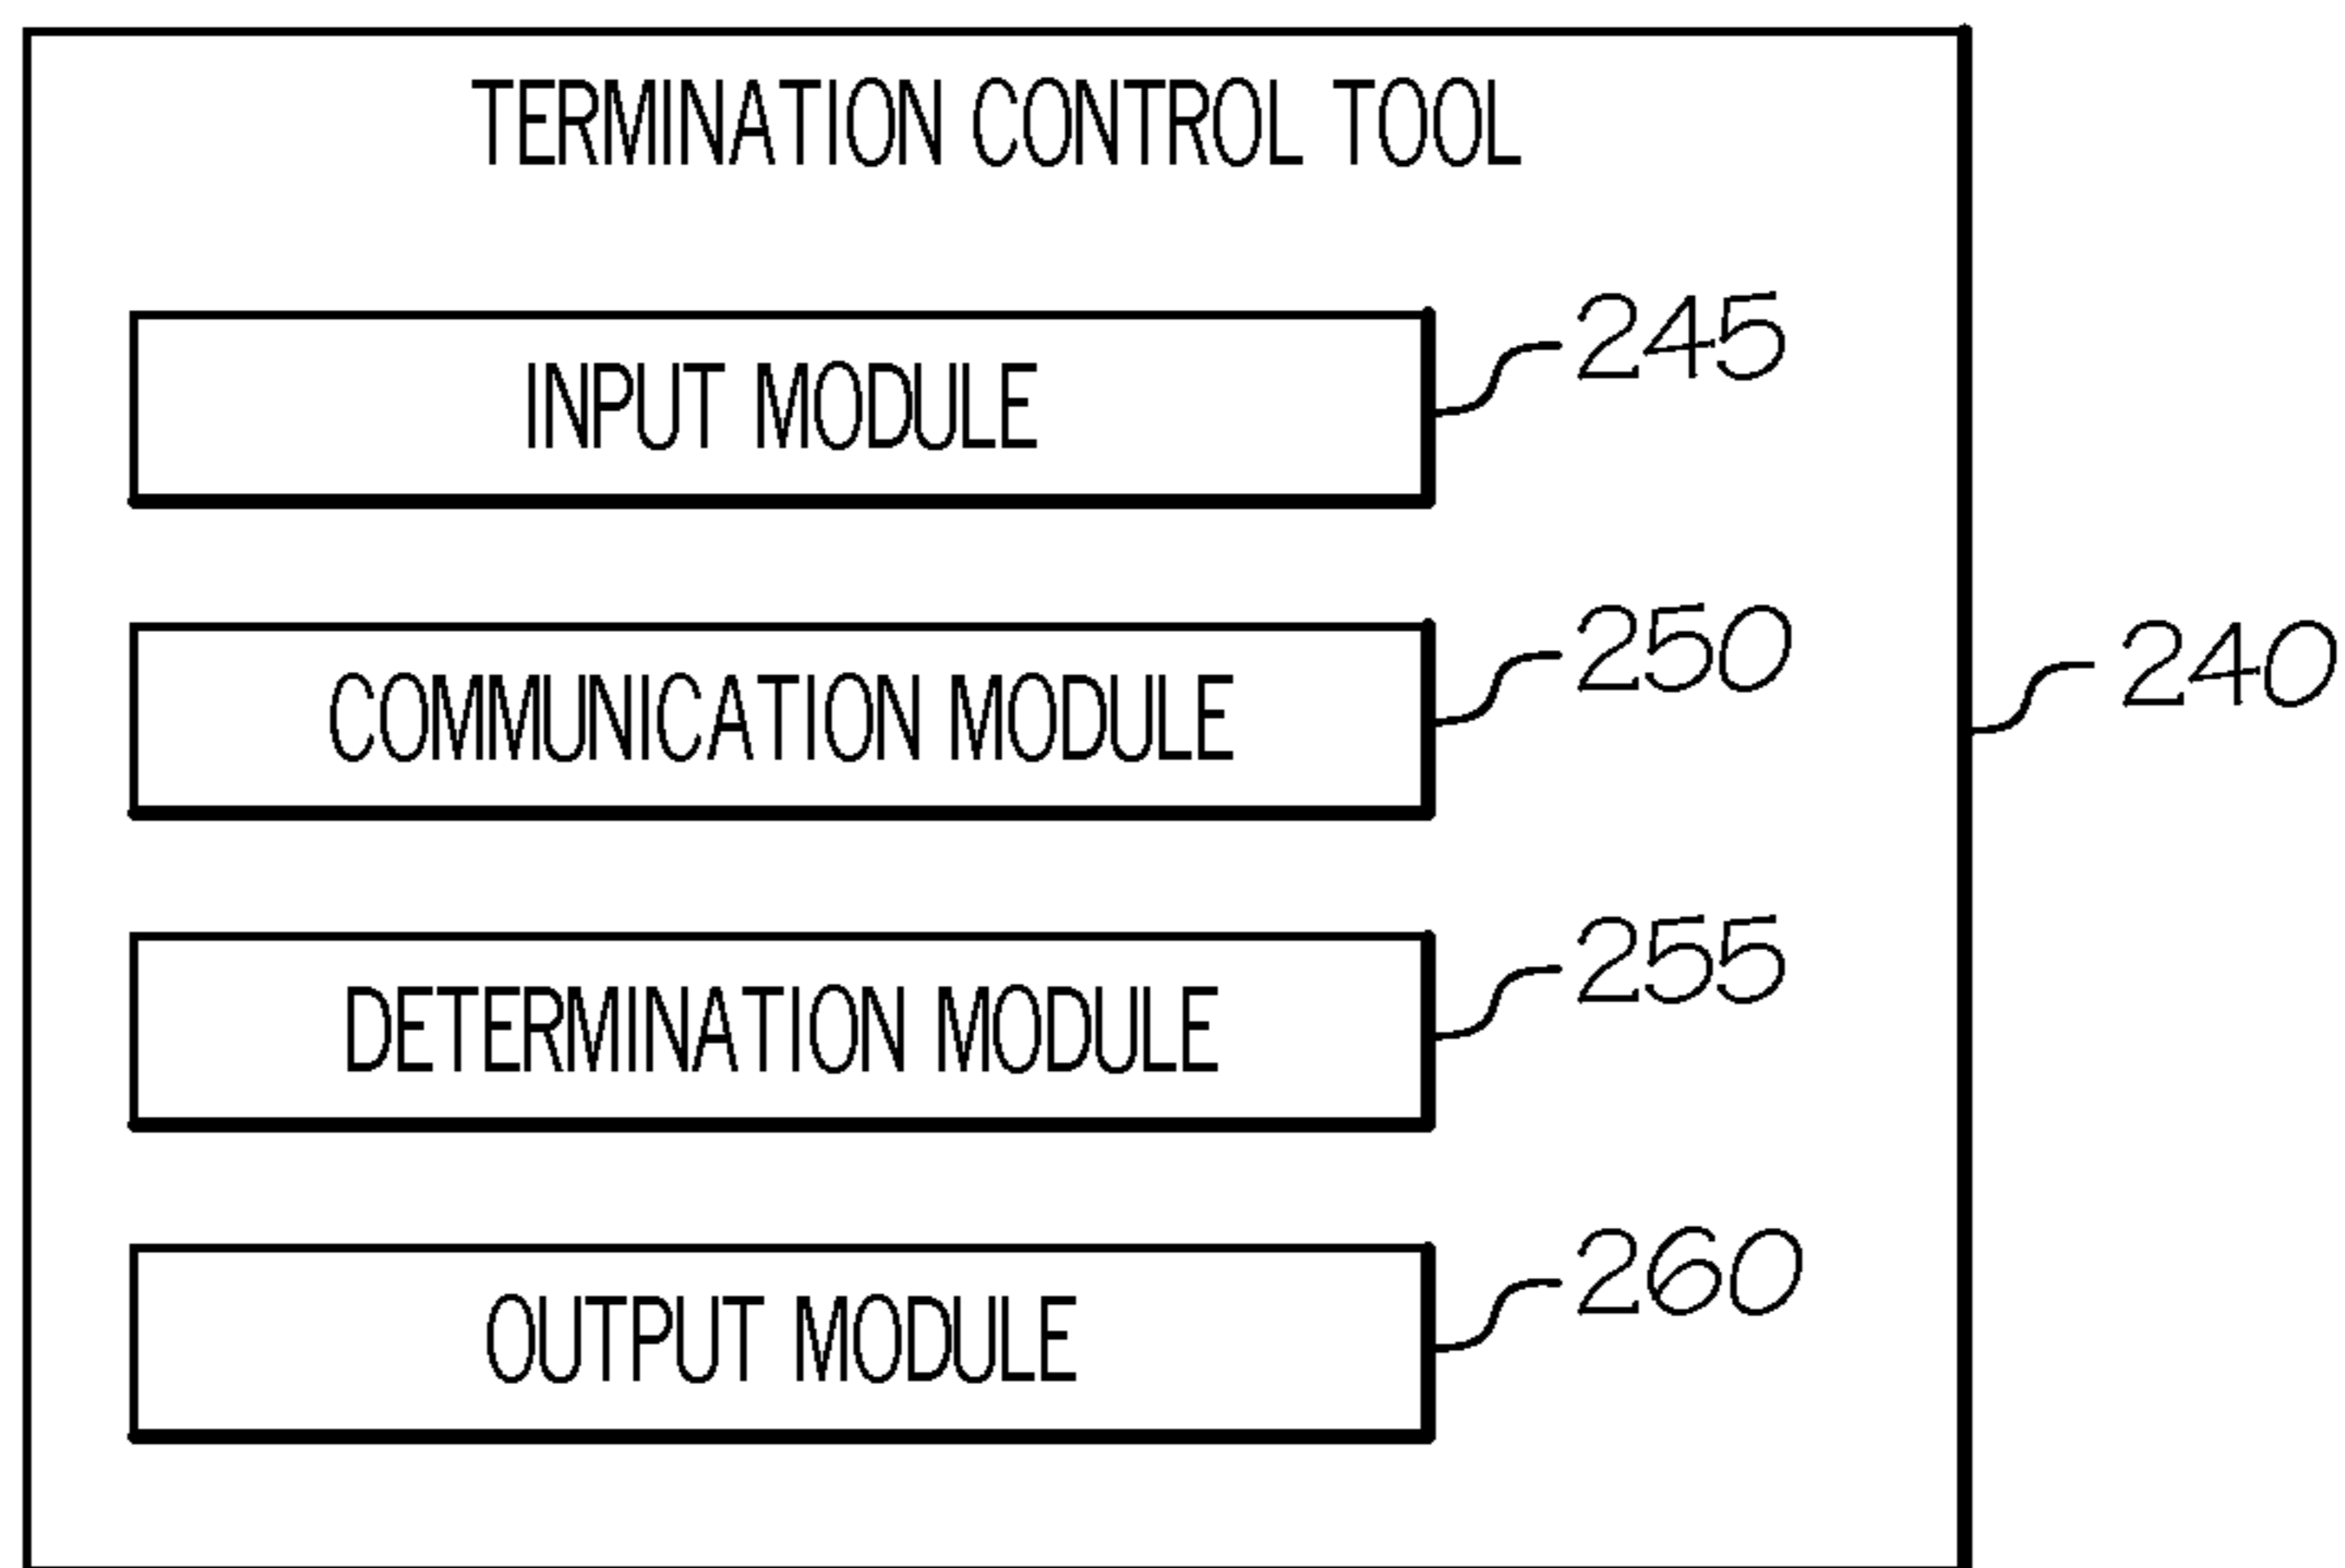 TERMINATION CONTROL TOOL
INPUT MODULE
245
COMMUNICATION MODULE
250
240
DETERMINATION MODULE
255
OUTPUT MODULE
260